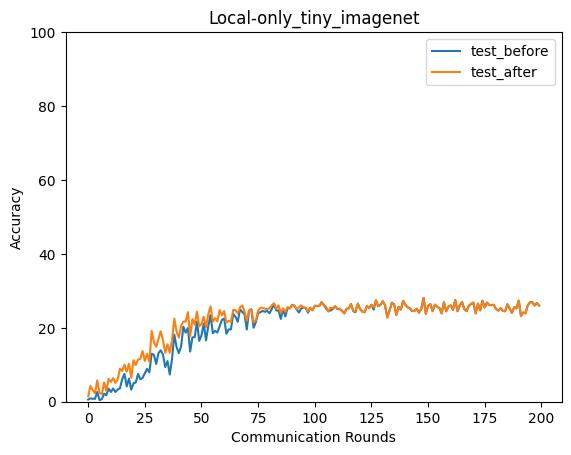 Local-only_tiny_imagenet
test_before
test_after
Accuracy
100
80
60
40
20
0
0 25 50 75 100 125 150 175 200
Communication Rounds